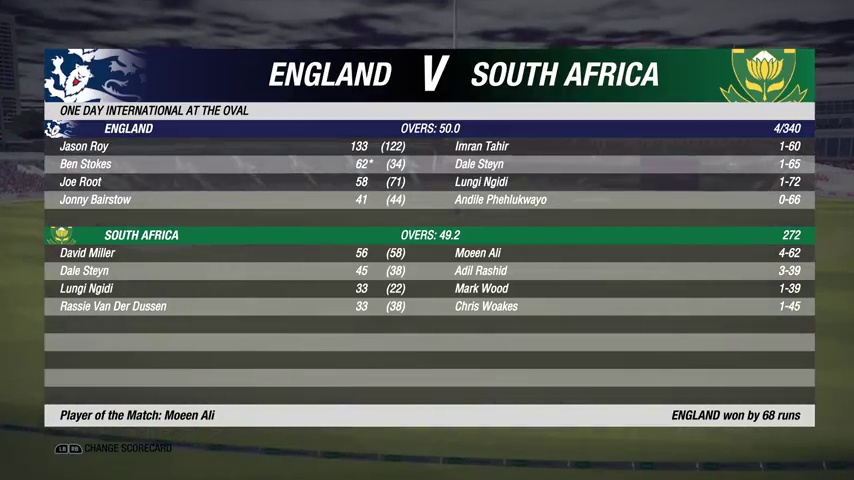 ENGLAND V SOUTH AFRICA
ONE DAY INTERNATIONAL AT THE OVAL
ENGLAND OVERS: 50.0 4/340
Jason Roy 133 (122) Imran Tahir 1-60
Ben Stokes 62* (34) Dale Steyn 1-65
Joe Root 58 (71) Lungi Ngidi 1-72
Jonny Bairstow 41 (44) Andile Phehlukwayo 0-66
SOUTH AFRICA OVERS: 49.2 272
David Miller 56 (58) Moeen Ali 4-62
Dale Steyn 45 (38) Adil Rashid 3-39
Lungi Ngidi 33 (22) Mark Wood 1-39
Rassie Van Der Dussen 33 (38) Chris Woakes 1-45
Player of the Match: Moeen Ali ENGLAND won by 68 runs
LB RB CHANGE SCORECARD